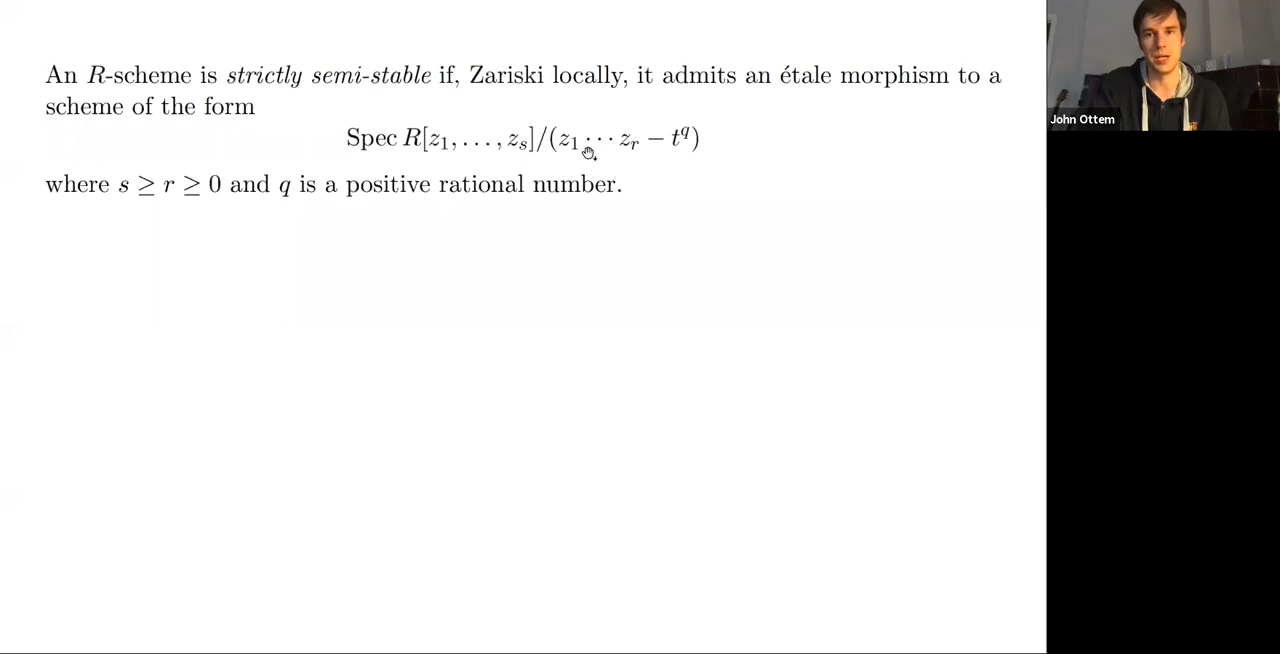 An R-scheme is strictly semi-stable if, Zariski locally, it admits an étale morphism to a
scheme of the form
Spec R[z₁, . . . , zₛ]/(z₁ · · · zᵣ − t^q)
where s ≥ r ≥ 0 and q is a positive rational number.
John Ottem